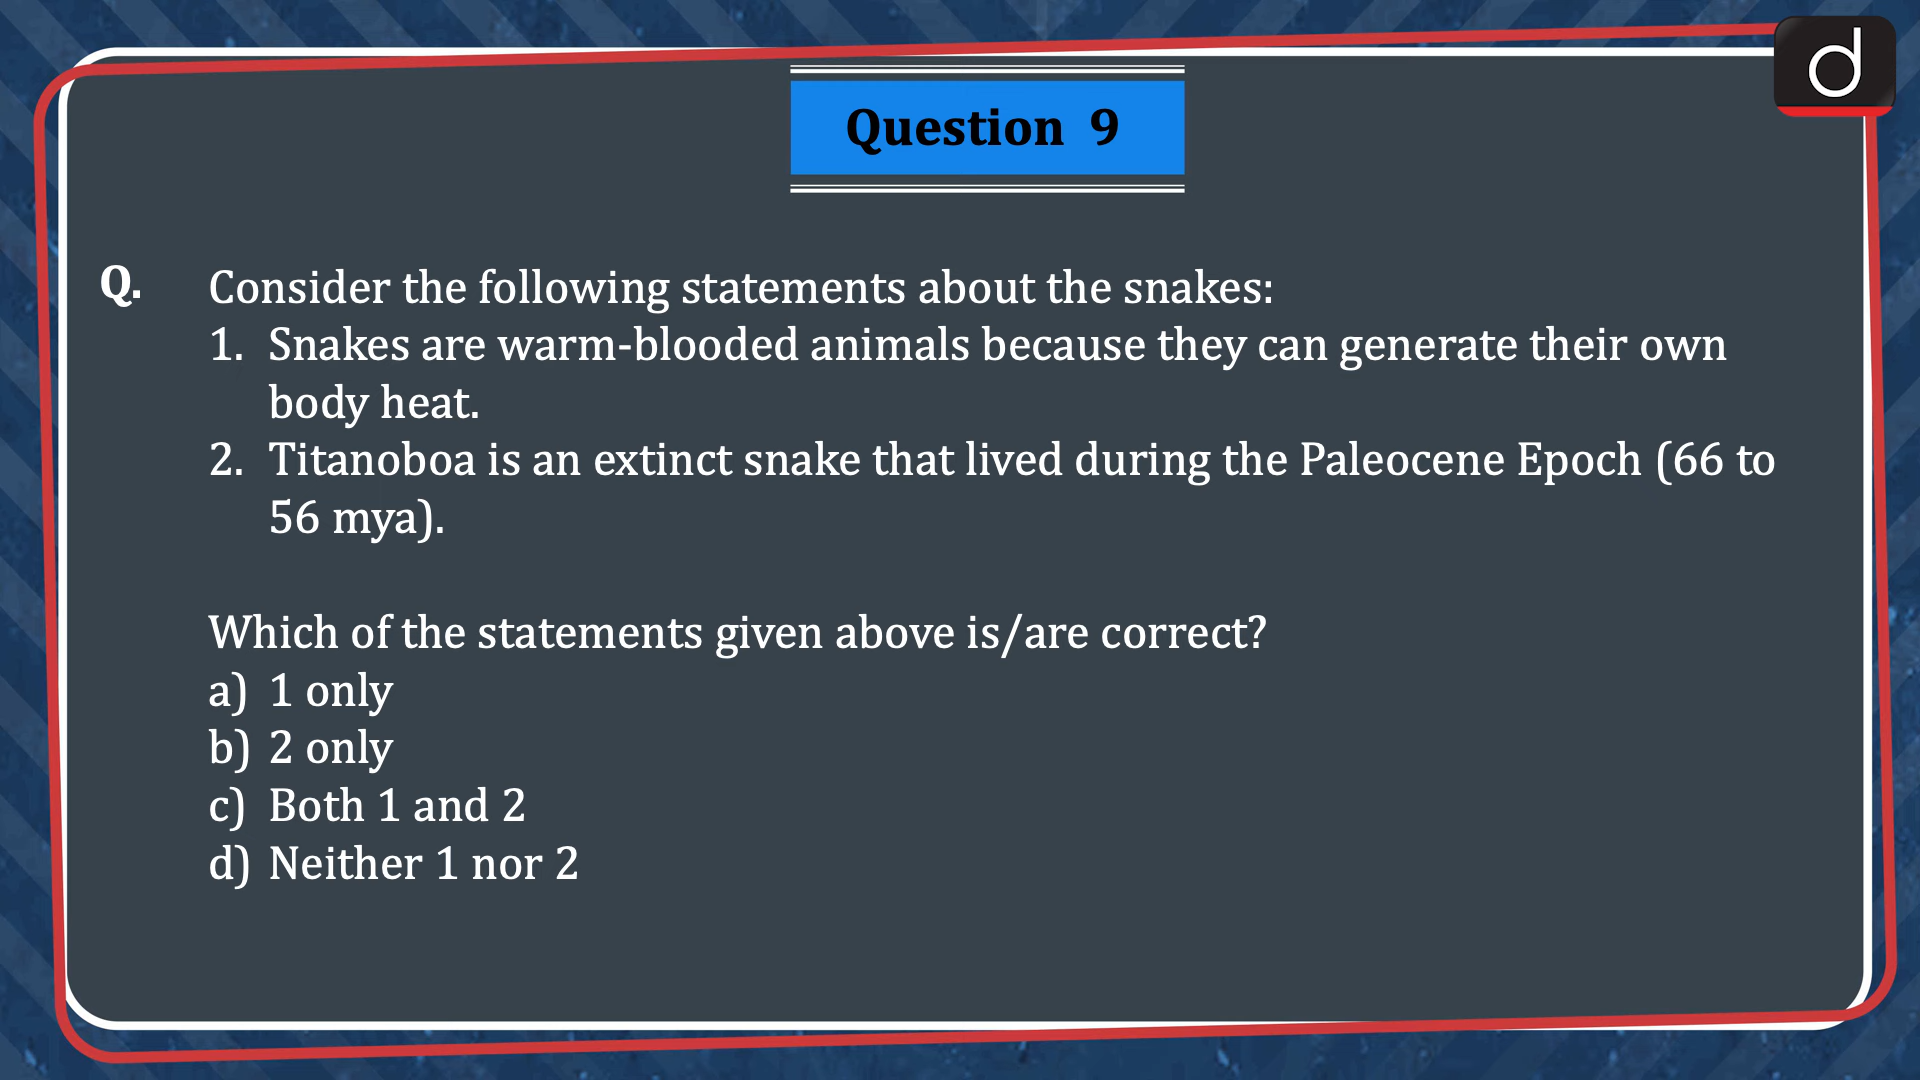 Question 9
Q. Consider the following statements about the snakes:
1. Snakes are warm-blooded animals because they can generate their own
body heat.
2. Titanoboa is an extinct snake that lived during the Paleocene Epoch (66 to
56 mya).
Which of the statements given above is/are correct?
a) 1 only
b) 2 only
c) Both 1 and 2
d) Neither 1 nor 2
d